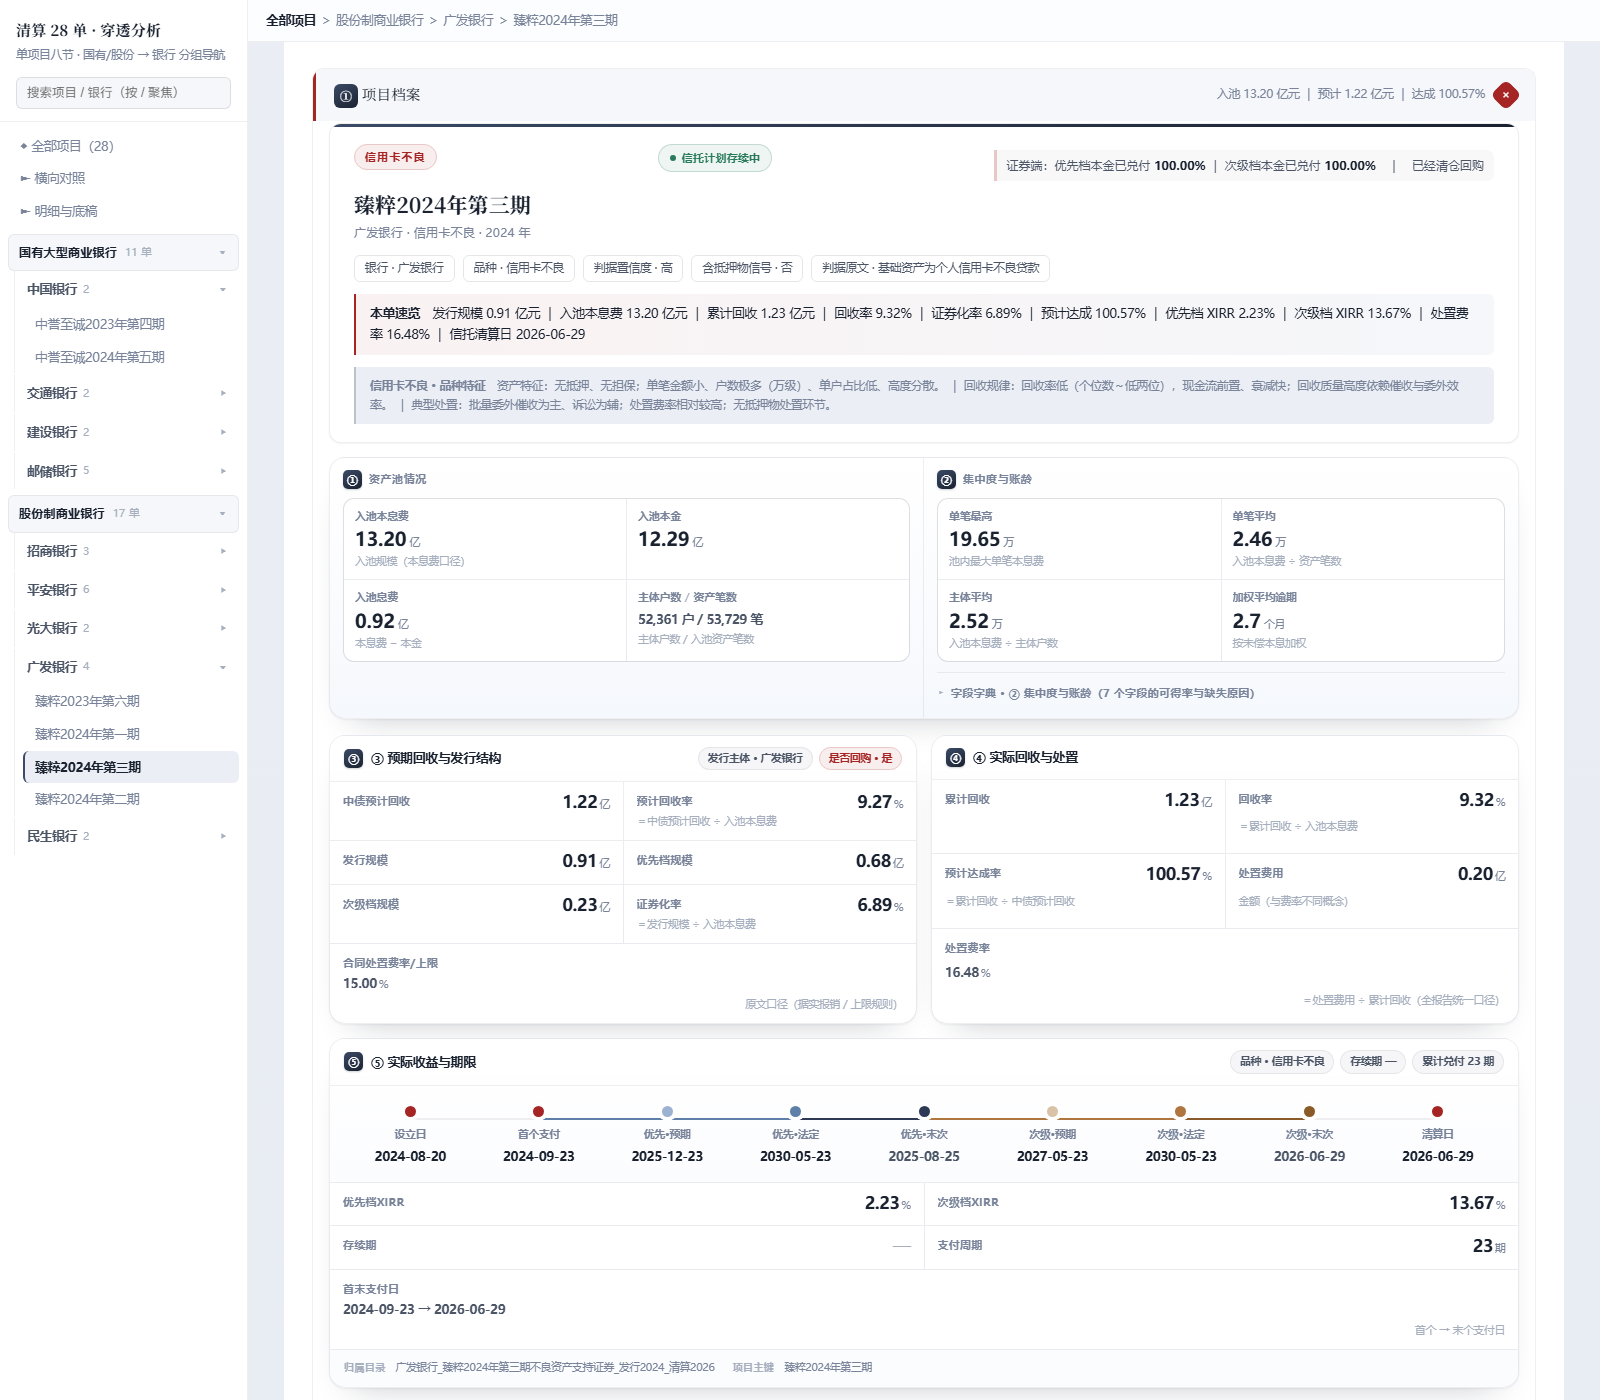 清算 28 单 · 穿透分析
单项目八节 · 国有/股份 → 银行 分组导航
搜索项目 / 银行（按 / 聚焦）
全部项目（28）
横向对照
明细与底稿
国有大型商业银行 11 单
中国银行 2
中誉至诚2023年第四期
中誉至诚2024年第五期
交通银行 2
建设银行 2
邮储银行 5
股份制商业银行 17 单
招商银行 3
平安银行 6
光大银行 2
广发银行 4
臻粹2023年第六期
臻粹2024年第一期
臻粹2024年第三期
臻粹2024年第二期
民生银行 2
全部项目 > 股份制商业银行 > 广发银行 > 臻粹2024年第三期
① 项目档案
入池 13.20 亿元 | 预计 1.22 亿元 | 达成 100.57% ×
信用卡不良
● 信托计划存续中
证券端：优先档本金已兑付 100.00% | 次级档本金已兑付 100.00% | 已经清仓回购
臻粹2024年第三期
广发银行 · 信用卡不良 · 2024 年
银行 · 广发银行
品种 · 信用卡不良
判据置信度 · 高
含抵押物信号 · 否
判据原文 · 基础资产为个人信用卡不良贷款
本单速览 发行规模 0.91 亿元 | 入池本息费 13.20 亿元 | 累计回收 1.23 亿元 | 回收率 9.32% | 证券化率 6.89% | 预计达成 100.57% | 优先档 XIRR 2.23% | 次级档 XIRR 13.67% | 处置费
率 16.48% | 信托清算日 2026-06-29
信用卡不良 • 品种特征 资产特征：无抵押、无担保；单笔金额小、户数极多（万级）、单户占比低、高度分散。 | 回收规律：回收率低（个位数~低两位），现金流前置、衰减快；回收质量高度依赖催收与委外效
率。 | 典型处置：批量委外催收为主、诉讼为辅；处置费率相对较高；无抵押物处置环节。
① 资产池情况
入池本息费
13.20 亿
入池规模（本息费口径）
入池本金
12.29 亿
入池息费
0.92 亿
本息费 − 本金
主体户数 / 资产笔数
52,361 户 / 53,729 笔
主体户数 / 入池资产笔数
② 集中度与账龄
单笔最高
19.65 万
池内最大单笔本息费
单笔平均
2.46 万
入池本息费 ÷ 资产笔数
主体平均
2.52 万
入池本息费 ÷ 主体户数
加权平均逾期
2.7 个月
按未偿本息加权
字段字典 • ② 集中度与账龄（7 个字段的可得率与缺失原因）
③ ③ 预期回收与发行结构
发行主体 • 广发银行
是否回购 • 是
中债预计回收 1.22 亿
预计回收率 9.27 %
＝中债预计回收 ÷ 入池本息费
发行规模 0.91 亿
优先档规模 0.68 亿
次级档规模 0.23 亿
证券化率 6.89 %
＝发行规模 ÷ 入池本息费
合同处置费率/上限
15.00 %
原文口径（据实报销 / 上限规则）
④ ④ 实际回收与处置
累计回收 1.23 亿
回收率 9.32 %
＝累计回收 ÷ 入池本息费
预计达成率 100.57 %
＝累计回收 ÷ 中债预计回收
处置费用 0.20 亿
金额（与费率不同概念）
处置费率
16.48 %
＝处置费用 ÷ 累计回收（全报告统一口径）
⑤ ⑤ 实际收益与期限
品种 • 信用卡不良
存续期 —
累计兑付 23 期
设立日
2024-08-20
首个支付
2024-09-23
优先•预期
2025-12-23
优先•法定
2030-05-23
优先•末次
2025-08-25
次级•预期
2027-05-23
次级•法定
2030-05-23
次级•末次
2026-06-29
清算日
2026-06-29
优先档XIRR 2.23 %
次级档XIRR 13.67 %
存续期 —
支付周期 23 期
首末支付日
2024-09-23 → 2026-06-29
首个 → 末个支付日
归属目录 广发银行_臻粹2024年第三期不良资产支持证券_发行2024_清算2026 项目主键 臻粹2024年第三期